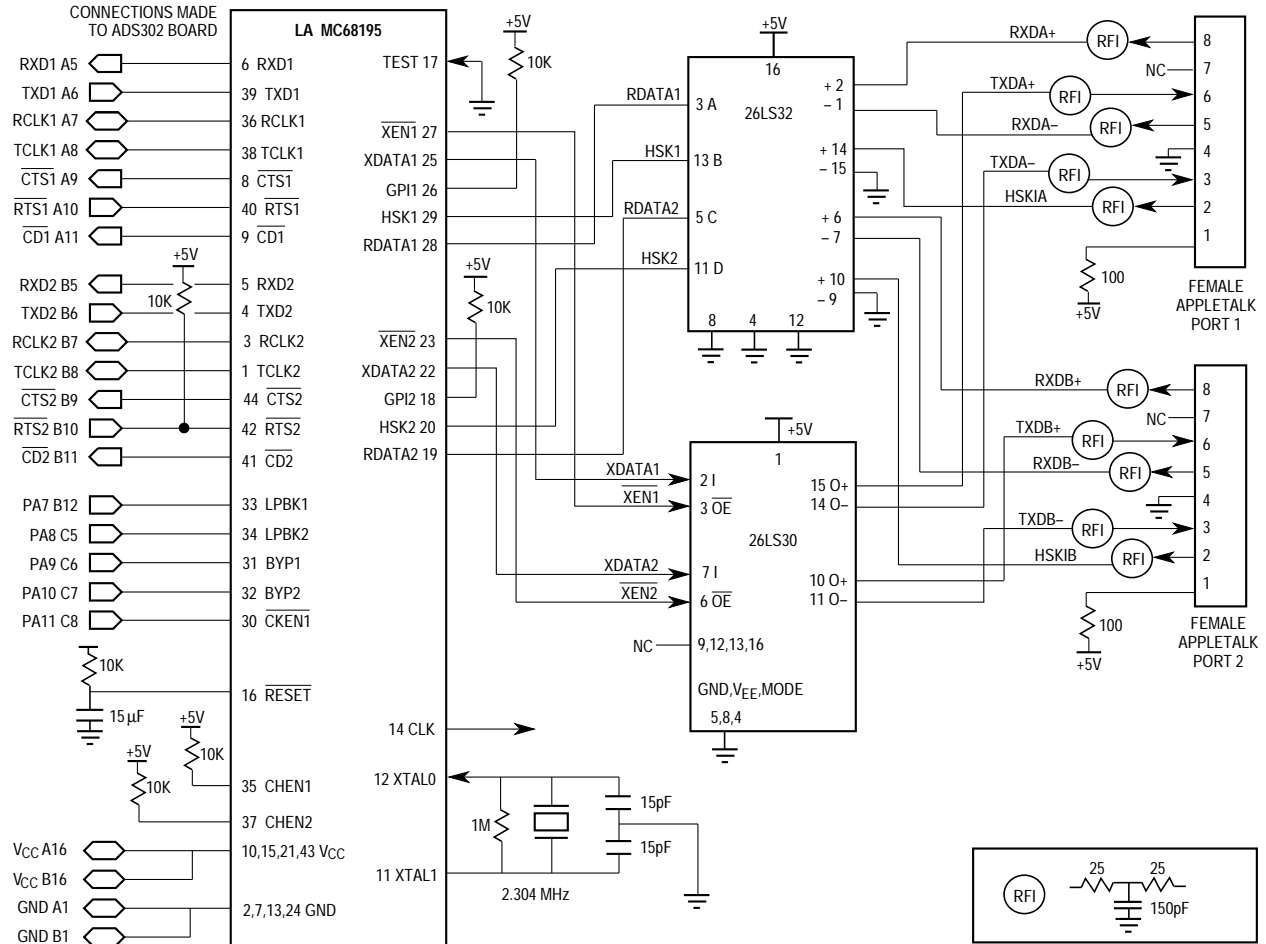 CONNECTIONS MADE
TO ADS302 BOARD
LA MC68195
RXD1 A5
TXD1 A6
RCLK1 A7
TCLK1 A8
CTS1 A9
RTS1 A10
CD1 A11
+5V
10K
RXD2 B5
TXD2 B6
RCLK2 B7
TCLK2 B8
CTS2 B9
RTS2 B10
CD2 B11
PA7 B12
PA8 C5
PA9 C6
PA10 C7
PA11 C8
10K
15 µF
+5V
10K
+5V
10K
VCC A16
VCC B16
GND A1
GND B1
6 RXD1
39 TXD1
36 RCLK1
38 TCLK1
8 CTS1
40 RTS1
9 CD1
5 RXD2
4 TXD2
3 RCLK2
1 TCLK2
44 CTS2
42 RTS2
41 CD2
33 LPBK1
34 LPBK2
31 BYP1
32 BYP2
30 CKEN1
16 RESET
35 CHEN1
37 CHEN2
10,15,21,43 VCC
2,7,13,24 GND
TEST 17
XEN1 27
XDATA1 25
GPI1 26
HSK1 29
RDATA1 28
XEN2 23
XDATA2 22
GPI2 18
HSK2 20
RDATA2 19
14 CLK
12 XTAL0
11 XTAL1
+5V
10K
+5V
10K
1M
15pF
15pF
2.304 MHz
RDATA1
HSK1
RDATA2
HSK2
+5V
16
26LS32
3 A
13 B
5 C
11 D
+ 2
– 1
+ 14
– 15
+ 6
– 7
+ 10
– 9
8
4
12
XDATA1
XEN1
XDATA2
XEN2
NC
+5V
1
2 I
3 OE
26LS30
7 I
6 OE
9,12,13,16
GND,VEE,MODE
5,8,4
15 O+
14 O–
10 O+
11 O–
RXDA+
RFI
8
NC
7
TXDA+
RFI
6
RXDA–
RFI
5
4
TXDA–
RFI
3
HSKIA
RFI
2
1
100
+5V
FEMALE
APPLETALK
PORT 1
RXDB+
RFI
8
NC
7
TXDB+
RFI
6
RXDB–
RFI
5
4
TXDB–
RFI
3
HSKIB
RFI
2
1
100
+5V
FEMALE
APPLETALK
PORT 2
RFI
25
25
150pF